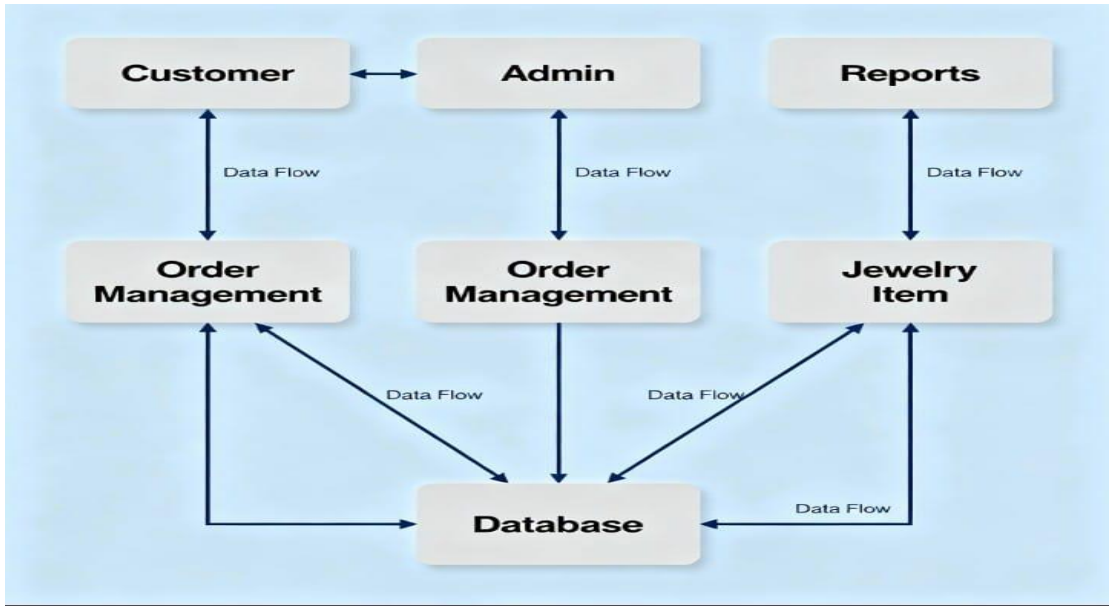 Customer
Admin
Reports
Data Flow
Data Flow
Data Flow
Order
Management
Order
Management
Jewelry
Item
Data Flow
Data Flow
Data Flow
Database